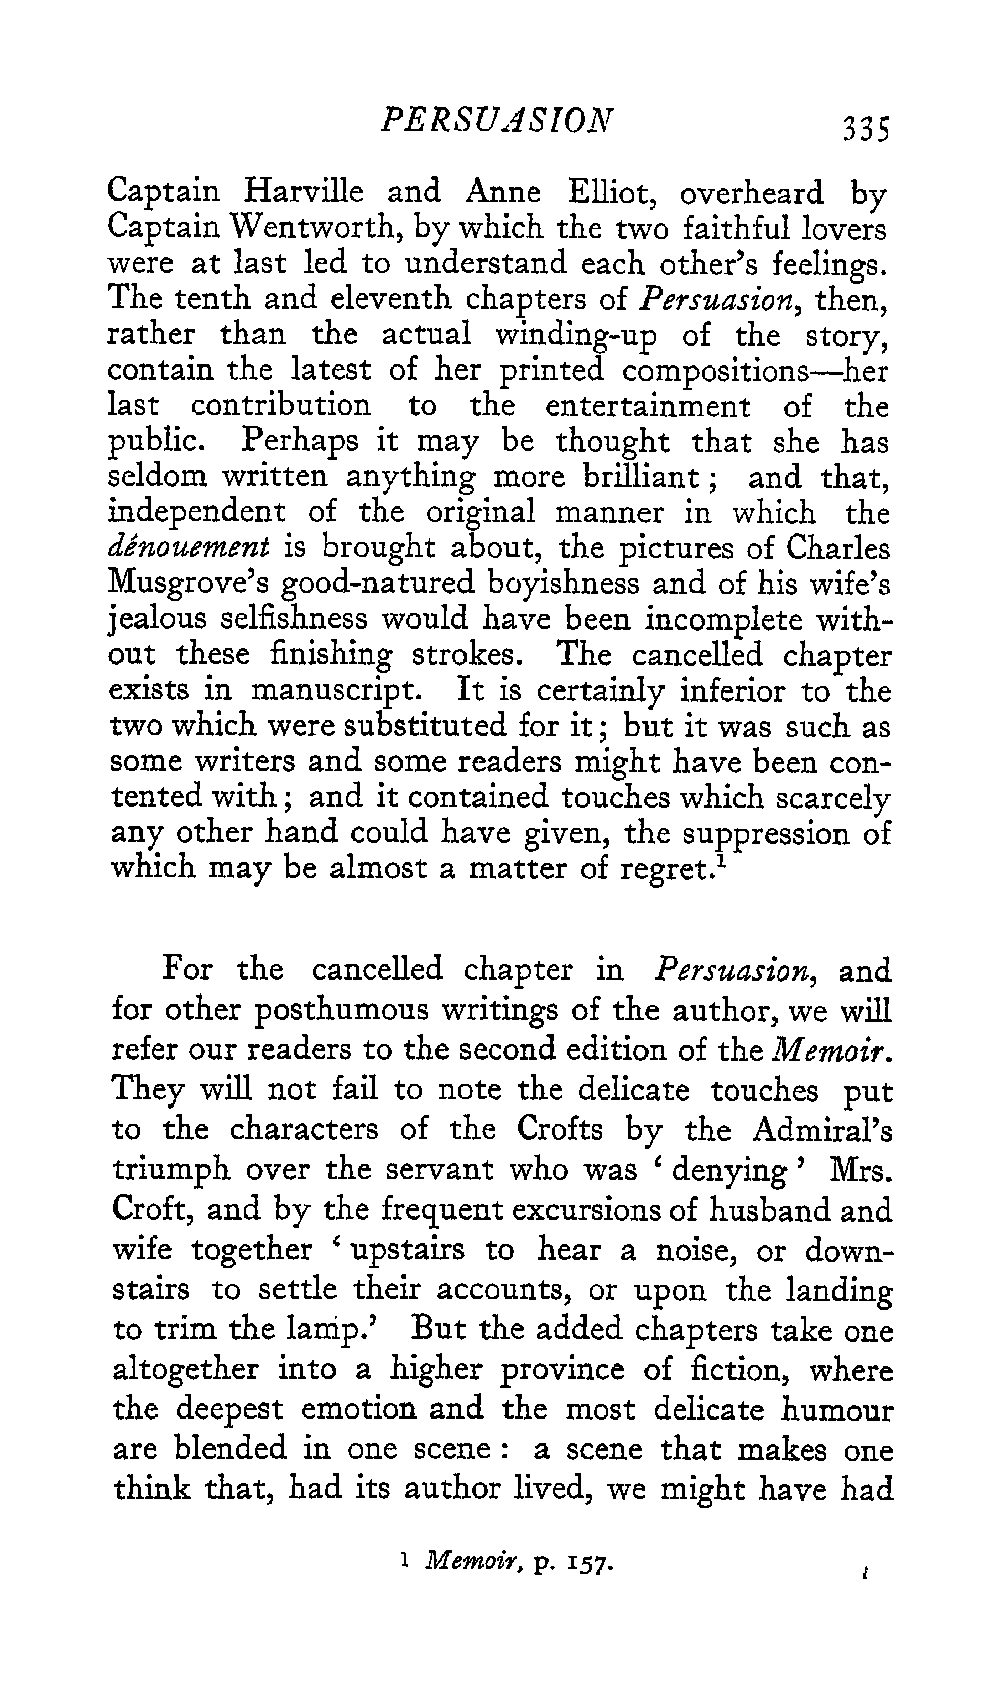 PERSUASION 335
Captain Harville and Anne Elliot, overheard by
Captain Wentworth, by which the two faithful lovers
were at last led to understand each other's feelings.
The tenth and eleventh chapters of Persuasion, then,
rather than the actual winding-up of the story,
contain the latest of her printed compositions—her
last contribution to the entertainment of the
public. Perhaps it may be thought that she has
seldom written anything more brilliant ; and that,
independent of the original manner in which the
dénouement is brought about, the pictures of Charles
Musgrove's good-natured boyishness and of his wife's
jealous selfishness would have been incomplete with-
out these finishing strokes. The cancelled chapter
exists in manuscript. It is certainly inferior to the
two which were substituted for it ; but it was such as
some writers and some readers might have been con-
tented with ; and it contained touches which scarcely
any other hand could have given, the suppression of
which may be almost a matter of regret.¹
For the cancelled chapter in Persuasion, and
for other posthumous writings of the author, we will
refer our readers to the second edition of the Memoir.
They will not fail to note the delicate touches put
to the characters of the Crofts by the Admiral's
triumph over the servant who was ‘ denying ’ Mrs.
Croft, and by the frequent excursions of husband and
wife together ‘ upstairs to hear a noise, or down-
stairs to settle their accounts, or upon the landing
to trim the lamp.’ But the added chapters take one
altogether into a higher province of fiction, where
the deepest emotion and the most delicate humour
are blended in one scene : a scene that makes one
think that, had its author lived, we might have had
1 Memoir, p. 157.